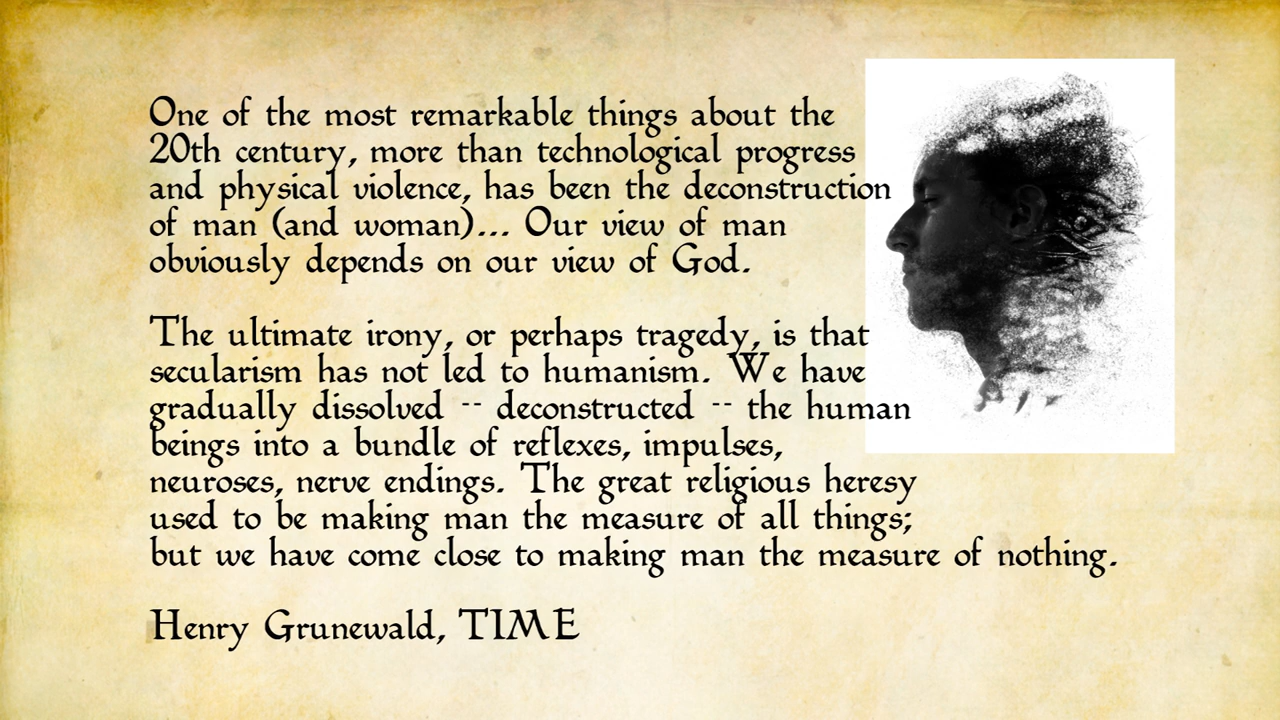 One of the most remarkable things about the
20th century, more than technological progress
and physical violence, has been the deconstruction
of man (and woman)... Our view of man
obviously depends on our view of God.
The ultimate irony, or perhaps tragedy, is that
secularism has not led to humanism. We have
gradually dissolved -- deconstructed -- the human
beings into a bundle of reflexes, impulses,
neuroses, nerve endings. The great religious heresy
used to be making man the measure of all things;
but we have come close to making man the measure of nothing.
Henry Grunewald, TIME